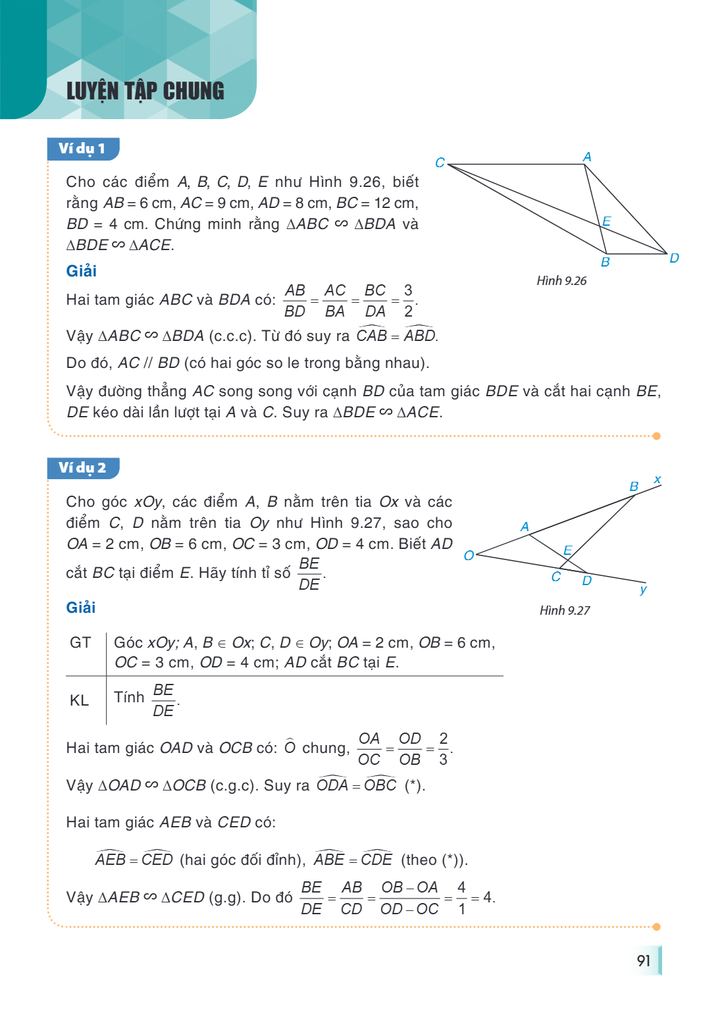 LUYỆN TẬP CHUNG
Ví dụ 1
Cho các điểm A, B, C, D, E như Hình 9.26, biết
rằng AB = 6 cm, AC = 9 cm, AD = 8 cm, BC = 12 cm,
BD = 4 cm. Chứng minh rằng ΔABC ∽ ΔBDA và
ΔBDE ∽ ΔACE.
C
A
E
B
D
Hình 9.26
Giải
Hai tam giác ABC và BDA có: AB/BD = AC/BA = BC/DA = 3/2.
Vậy ΔABC ∽ ΔBDA (c.c.c). Từ đó suy ra CAB = ABD.
Do đó, AC // BD (có hai góc so le trong bằng nhau).
Vậy đường thẳng AC song song với cạnh BD của tam giác BDE và cắt hai cạnh BE,
DE kéo dài lần lượt tại A và C. Suy ra ΔBDE ∽ ΔACE.
Ví dụ 2
Cho góc xOy, các điểm A, B nằm trên tia Ox và các
điểm C, D nằm trên tia Oy như Hình 9.27, sao cho
OA = 2 cm, OB = 6 cm, OC = 3 cm, OD = 4 cm. Biết AD
cắt BC tại điểm E. Hãy tính tỉ số BE/DE.
B
x
A
O
E
C
D
y
Hình 9.27
Giải
GT Góc xOy; A, B ∈ Ox; C, D ∈ Oy; OA = 2 cm, OB = 6 cm,
OC = 3 cm, OD = 4 cm; AD cắt BC tại E.
KL Tính BE/DE.
Hai tam giác OAD và OCB có: Ô chung, OA/OC = OD/OB = 2/3.
Vậy ΔOAD ∽ ΔOCB (c.g.c). Suy ra ODA = OBC (*).
Hai tam giác AEB và CED có:
AEB = CED (hai góc đối đỉnh), ABE = CDE (theo (*)).
Vậy ΔAEB ∽ ΔCED (g.g). Do đó BE/DE = AB/CD = OB – OA/OD – OC = 4/1 = 4.
91